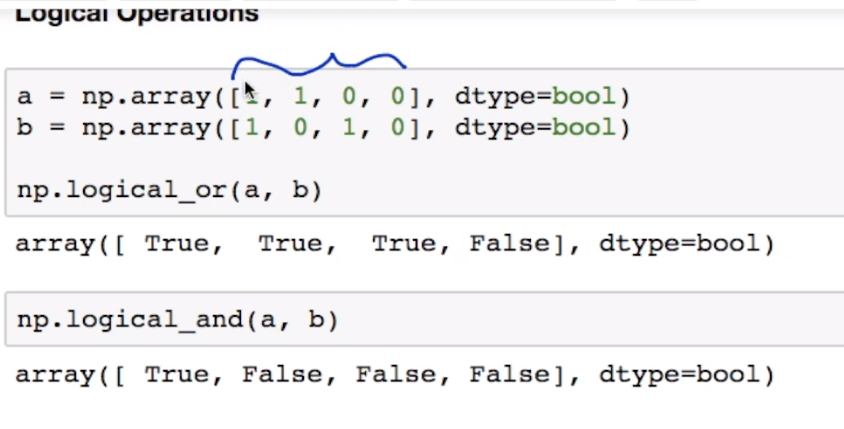 Logical Operations
a = np.array([1, 1, 0, 0], dtype=bool)
b = np.array([1, 0, 1, 0], dtype=bool)
np.logical_or(a, b)
array([ True,  True,  True, False], dtype=bool)
np.logical_and(a, b)
array([ True, False, False, False], dtype=bool)